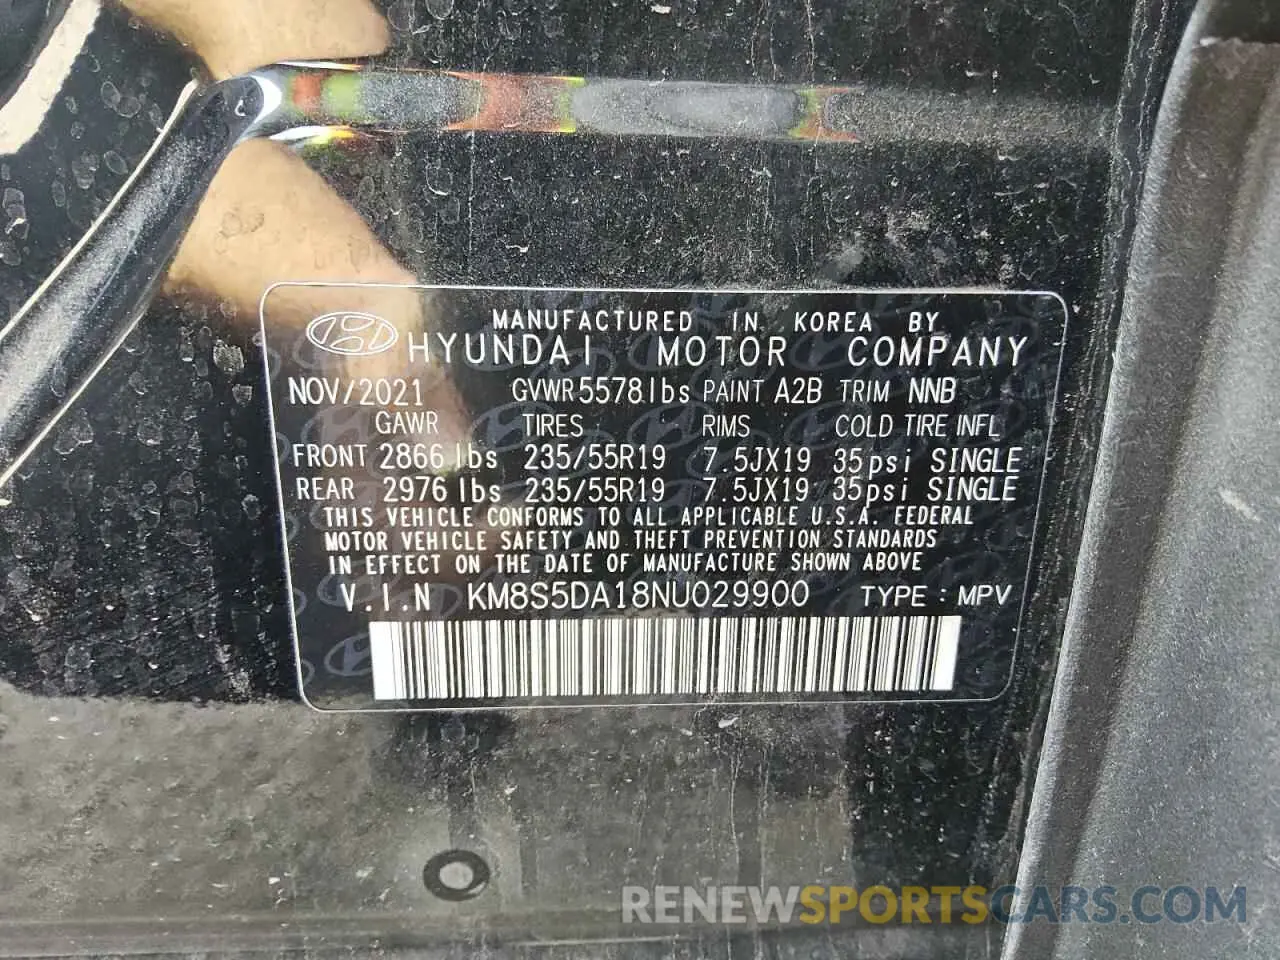 MANUFACTURED IN KOREA BY
HYUNDAI MOTOR COMPANY
NOV/2021 GVWR 5578 lbs PAINT A2B TRIM NNB
GAWR TIRES RIMS COLD TIRE INFL
FRONT 2866 lbs 235/55R19 7.5JX19 35psi SINGLE
REAR 2976 lbs 235/55R19 7.5JX19 35psi SINGLE
THIS VEHICLE CONFORMS TO ALL APPLICABLE U.S.A. FEDERAL
MOTOR VEHICLE SAFETY AND THEFT PREVENTION STANDARDS
IN EFFECT ON THE DATE OF MANUFACTURE SHOWN ABOVE
V.I.N KM8S5DA18NU029900 TYPE : MPV
RENEWSPORTSCARS.COM